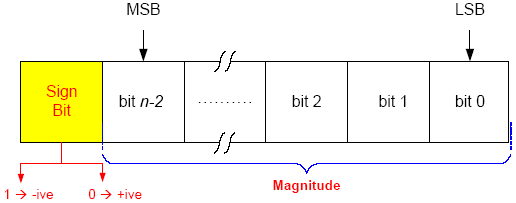 MSB LSB
Sign Bit
bit n-2
..........
bit 2
bit 1
bit 0
1 → -ive
0 → +ive
Magnitude